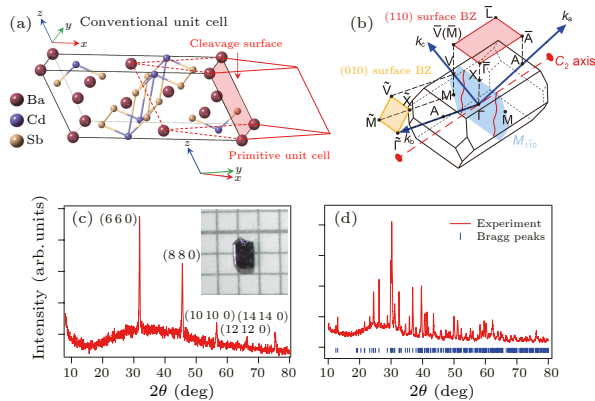 (a)
Conventional unit cell
z
y
x
Cleavage surface
Ba
Cd
Sb
Primitive unit cell
z
y
x
(b)
(110) surface BZ
L̅
k_a
k_c
V̅(M̅)
A̅
Γ̅
V
X
A
C₂ axis
(010) surface BZ
Ṽ
M
Y
Γ
M̃
A
Γ̃
k_b
M
M_{11̅0}
(c)
(6 6 0)
(8 8 0)
(10 10 0)
(12 12 0)
(14 14 0)
Intensity (arb. units)
10 20 30 40 50 60 70 80
2θ (deg)
(d)
Experiment
Bragg peaks
10 20 30 40 50 60 70 80
2θ (deg)